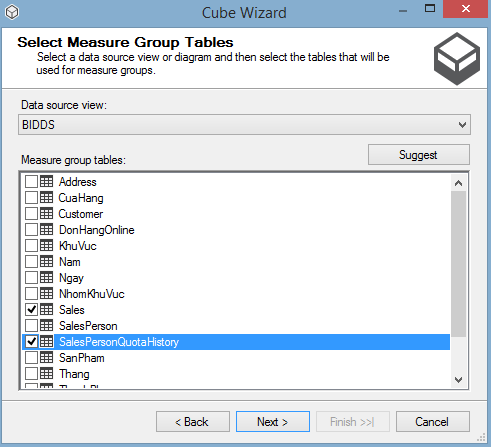 Cube Wizard
Select Measure Group Tables
Select a data source view or diagram and then select the tables that will be
used for measure groups.
Data source view:
BIDDS
Measure group tables:
Suggest
Address
CuaHang
Customer
DonHangOnline
KhuVuc
Nam
Ngay
NhomKhuVuc
Sales
SalesPerson
SalesPersonQuotaHistory
SanPham
Thang
< Back
Next >
Finish >>|
Cancel